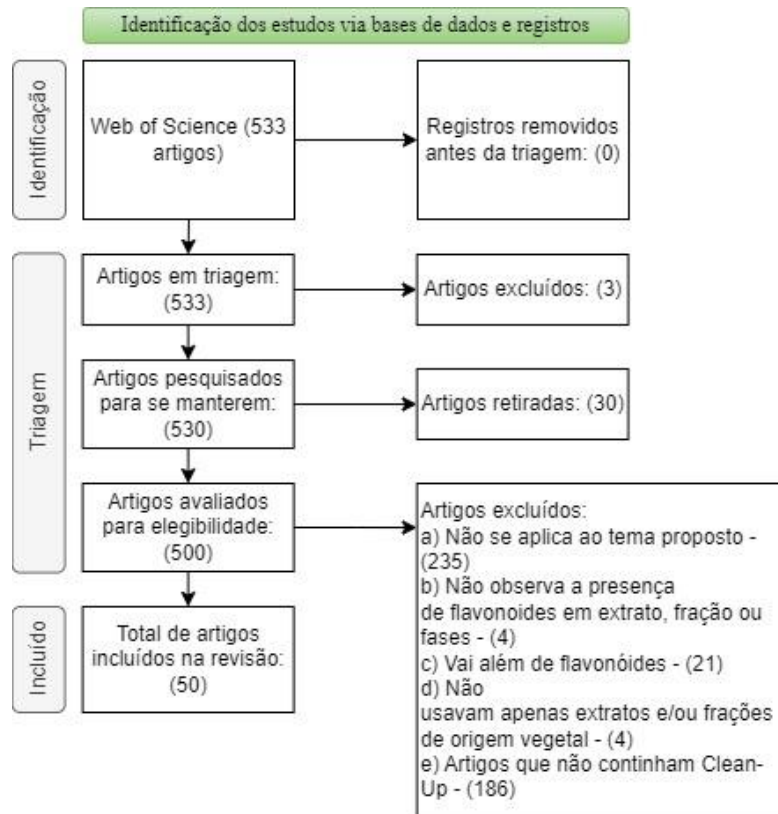 Identificação dos estudos via bases de dados e registros
Identificação
Web of Science (533
artigos)
Registros removidos
antes da triagem: (0)
Triagem
Artigos em triagem:
(533)
Artigos excluídos: (3)
Artigos pesquisados
para se manterem:
(530)
Artigos retiradas: (30)
Artigos avaliados
para elegibilidade:
(500)
Artigos excluídos:
a) Não se aplica ao tema proposto -
(235)
b) Não observa a presença
de flavonoides em extrato, fração ou
fases - (4)
c) Vai além de flavonóides - (21)
d) Não
usavam apenas extratos e/ou frações
de origem vegetal - (4)
e) Artigos que não continham Clean-
Up - (186)
Incluído
Total de artigos
incluídos na revisão:
(50)